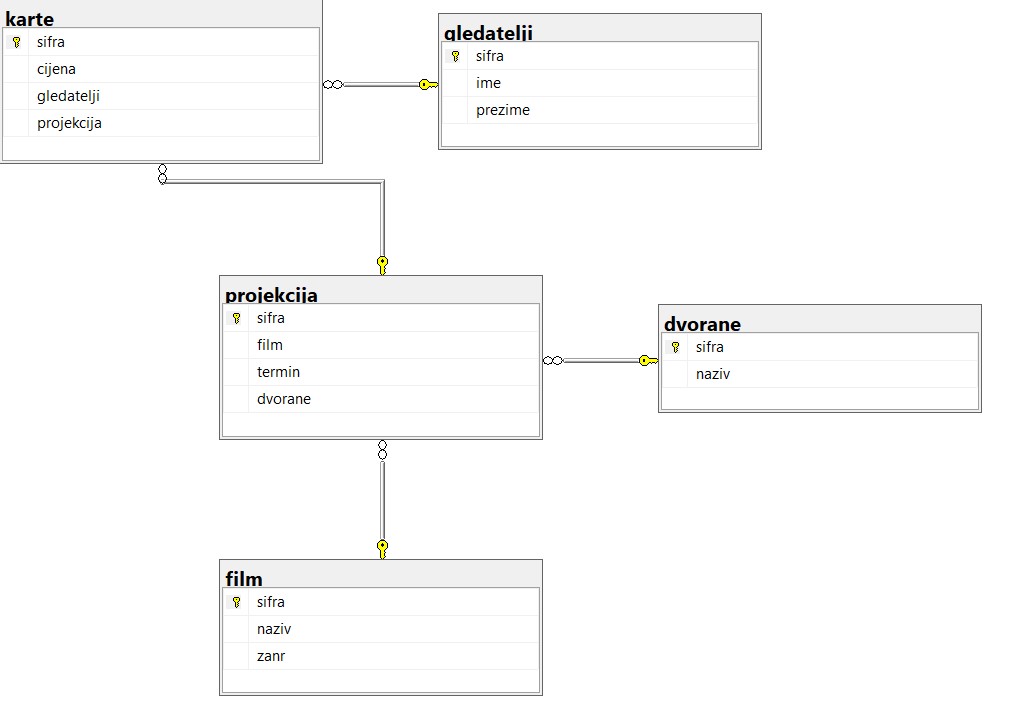 karte
sifra
cijena
gledatelji
projekcija
gledatelji
sifra
ime
prezime
projekcija
sifra
film
termin
dvorane
dvorane
sifra
naziv
film
sifra
naziv
zanr